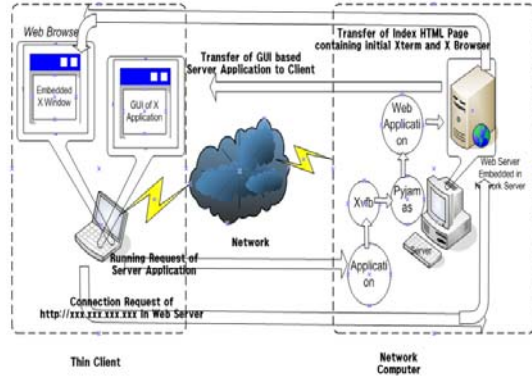 Web Browser
Embedded
X Window
GUI of X
Application
Transfer of Index HTML Page
containing initial Xterm and X Browser
Transfer of GUI based
Server Application to Client
Web
Applicati
on
Web Server
Embedded in
Network Server
Xvfb
Pyjam
as
Server
Network
Running Request of
Server Application
Applicati
on
Connection Request of
http://xxx.xxx.xxx.xxx in Web Server
Thin Client
Network
Computer